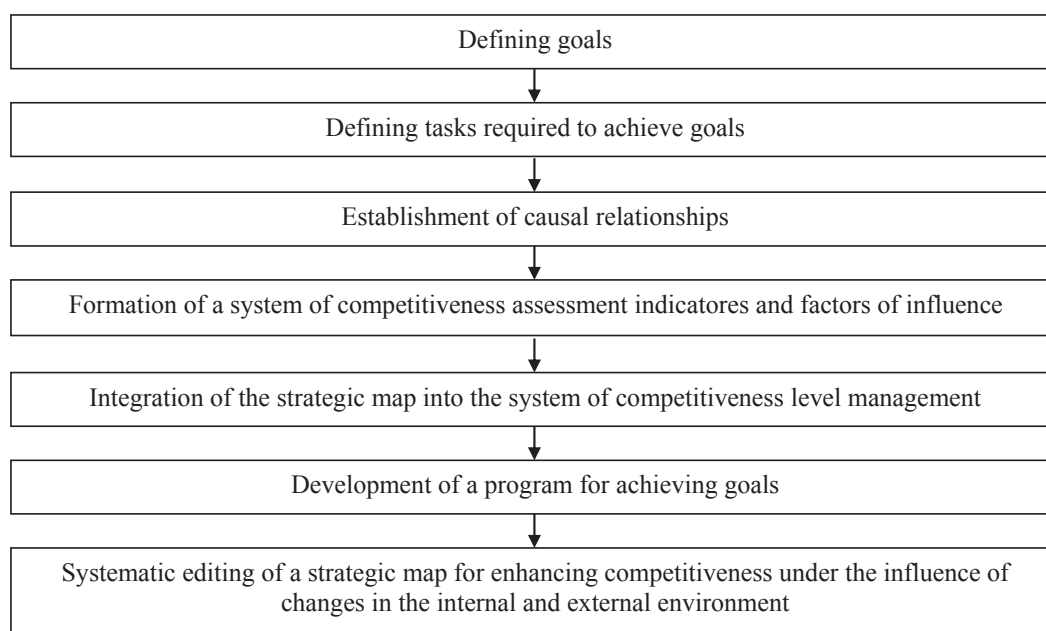 Defining goals
Defining tasks required to achieve goals
Establishment of causal relationships
Formation of a system of competitiveness assessment indicatores and factors of influence
Integration of the strategic map into the system of competitiveness level management
Development of a program for achieving goals
Systematic editing of a strategic map for enhancing competitiveness under the influence of
changes in the internal and external environment